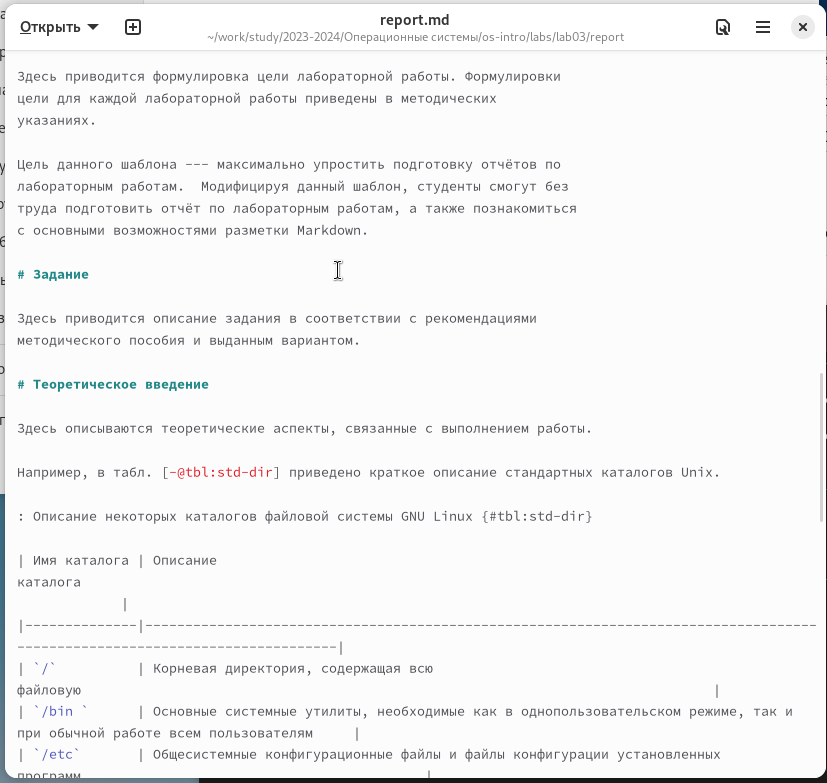 Открыть
report.md
~/work/study/2023-2024/Операционные системы/os-intro/labs/lab03/report
Здесь приводится формулировка цели лабораторной работы. Формулировки
цели для каждой лабораторной работы приведены в методических
указаниях.
Цель данного шаблона --- максимально упростить подготовку отчётов по
лабораторным работам.  Модифицируя данный шаблон, студенты смогут без
труда подготовить отчёт по лабораторным работам, а также познакомиться
с основными возможностями разметки Markdown.
# Задание
Здесь приводится описание задания в соответствии с рекомендациями
методического пособия и выданным вариантом.
# Теоретическое введение
Здесь описываются теоретические аспекты, связанные с выполнением работы.
Например, в табл. [-@tbl:std-dir] приведено краткое описание стандартных каталогов Unix.
: Описание некоторых каталогов файловой системы GNU Linux {#tbl:std-dir}
| Имя каталога | Описание
каталога
|
|--------------|------------------------------------------------------------------------------------
----------------------------------------|
| `/`          | Корневая директория, содержащая всю
файловую                                                                               |
| `/bin `      | Основные системные утилиты, необходимые как в однопользовательском режиме, так и
при обычной работе всем пользователям     |
| `/etc`       | Общесистемные конфигурационные файлы и файлы конфигурации установленных
программ                                           |